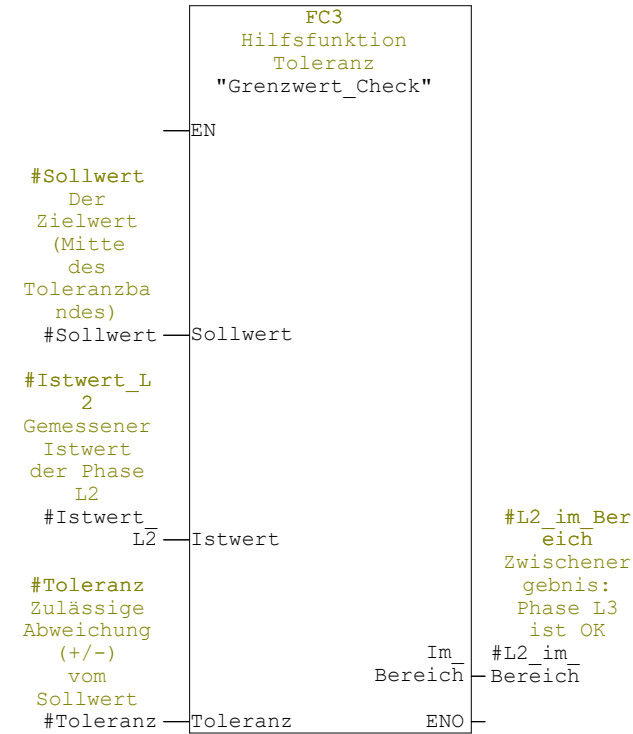 FC3
Hilfsfunktion
Toleranz
"Grenzwert_Check"
EN
#Sollwert
Der
Zielwert
(Mitte
des
Toleranzba
ndes)
#Sollwert
Sollwert
#Istwert_L
2
Gemessener
Istwert
der Phase
L2
#Istwert_
L2
Istwert
#Toleranz
Zulässige
Abweichung
(+/-)
vom
Sollwert
#Toleranz
Toleranz
#L2_im_Ber
eich
Zwischener
gebnis:
Phase L3
ist OK
Im_
Bereich
#L2_im_
Bereich
ENO